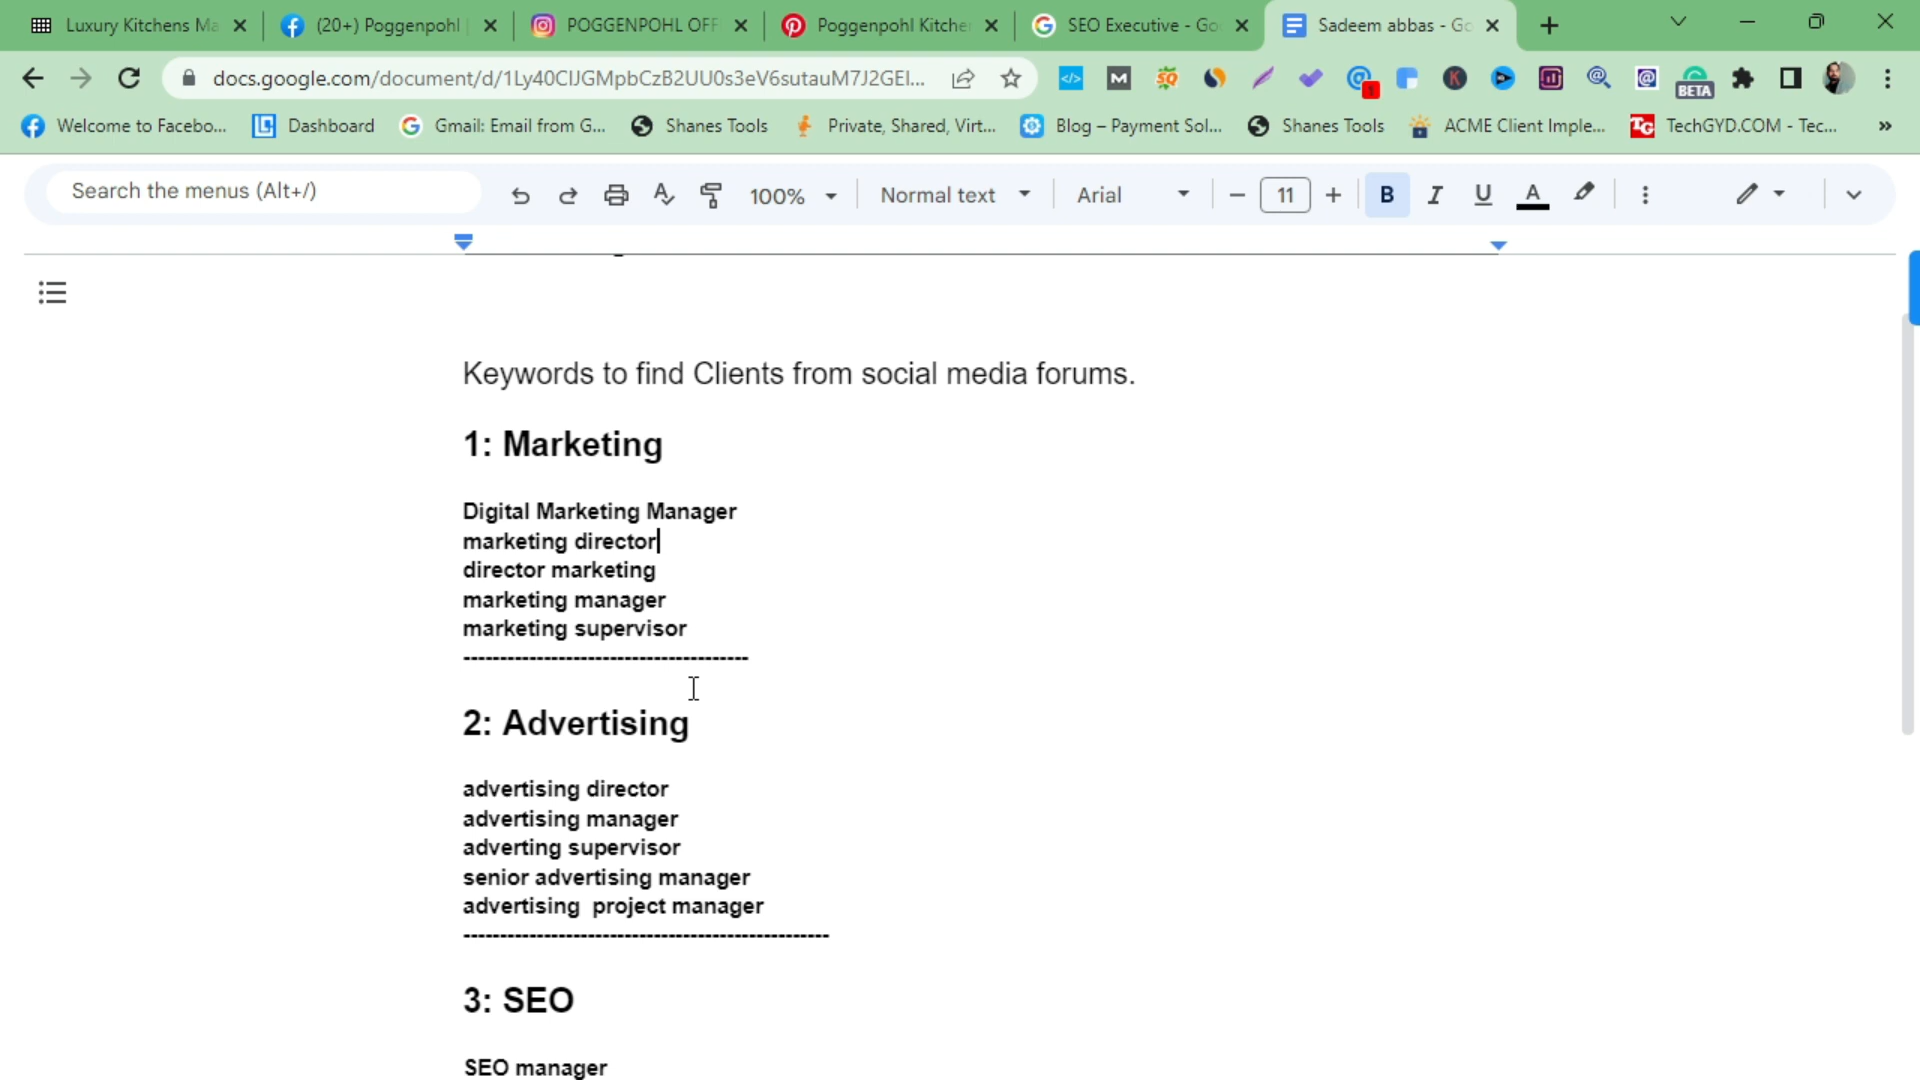 Luxury Kitchens Ma
(20+) Poggenpohl
POGGENPOHL OFF
Poggenpohl Kitche
SEO Executive - Go
Sadeem abbas - Go
docs.google.com/document/d/1Ly40CIJGMpbCzB2UU0s3eV6sutauM7J2GEI...
BETA
Welcome to Facebo...
Dashboard
Gmail: Email from G...
Shanes Tools
Private, Shared, Virt...
Blog – Payment Sol...
Shanes Tools
ACME Client Imple...
TechGYD.COM - Tec...
Search the menus (Alt+/)
100%
Normal text
Arial
11
Keywords to find Clients from social media forums.
1: Marketing
Digital Marketing Manager
marketing director
director marketing
marketing manager
marketing supervisor
---------------------------------------
2: Advertising
advertising director
advertising manager
adverting supervisor
senior advertising manager
advertising  project manager
--------------------------------------------------
3: SEO
SEO manager